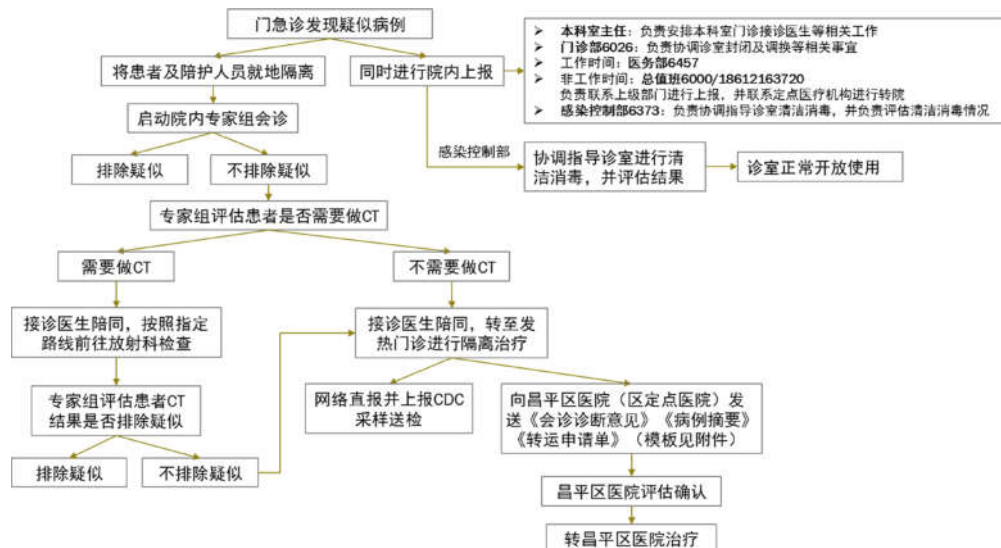 门急诊发现疑似病例
将患者及陪护人员就地隔离
同时进行院内上报
➤ 本科室主任：负责安排本科室门诊接诊医生等相关工作
➤ 门诊部6026：负责协调诊室封闭及调换等相关事宜
➤ 工作时间：医务部6457
➤ 非工作时间：总值班6000/18612163720
负责联系上级部门进行上报，并联系定点医疗机构进行转院
➤ 感染控制部6373：负责协调指导诊室清洁消毒，并负责评估清洁消毒情况
启动院内专家组会诊
排除疑似
不排除疑似
感染控制部
协调指导诊室进行清
洁消毒，并评估结果
诊室正常开放使用
专家组评估患者是否需要做CT
需要做CT
不需要做CT
接诊医生陪同，按照指定
路线前往放射科检查
接诊医生陪同，转至发
热门诊进行隔离治疗
专家组评估患者CT
结果是否排除疑似
网络直报并上报CDC
采样送检
向昌平区医院（区定点医院）发
送《会诊诊断意见》《病例摘要》
《转运申请单》（模板见附件）
排除疑似
不排除疑似
昌平区医院评估确认
转昌平区医院治疗